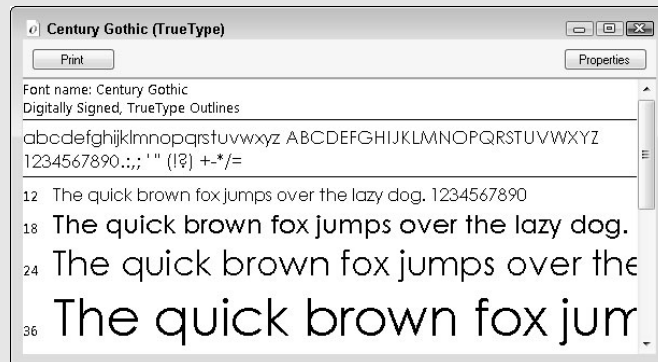 Century Gothic (TrueType)
Print Properties
Font name: Century Gothic
Digitally Signed, TrueType Outlines
abcdefghijklmnopqrstuvwxyz ABCDEFGHIJKLMNOPQRSTUVWXYZ
1234567890.:,; ' " (!?) +-*/=
12 The quick brown fox jumps over the lazy dog. 1234567890
18 The quick brown fox jumps over the lazy dog.
24 The quick brown fox jumps over the
36 The quick brown fox jum